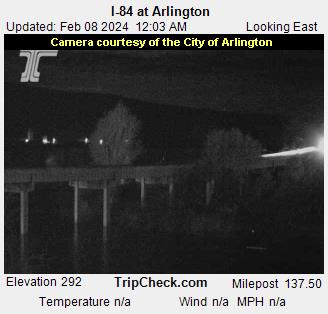 I-84 at Arlington
Updated: Feb 08 2024 12:03 AM Looking East
Camera courtesy of the City of Arlington
Elevation 292 TripCheck.com Milepost 137.50
Temperature n/a Wind n/a MPH n/a